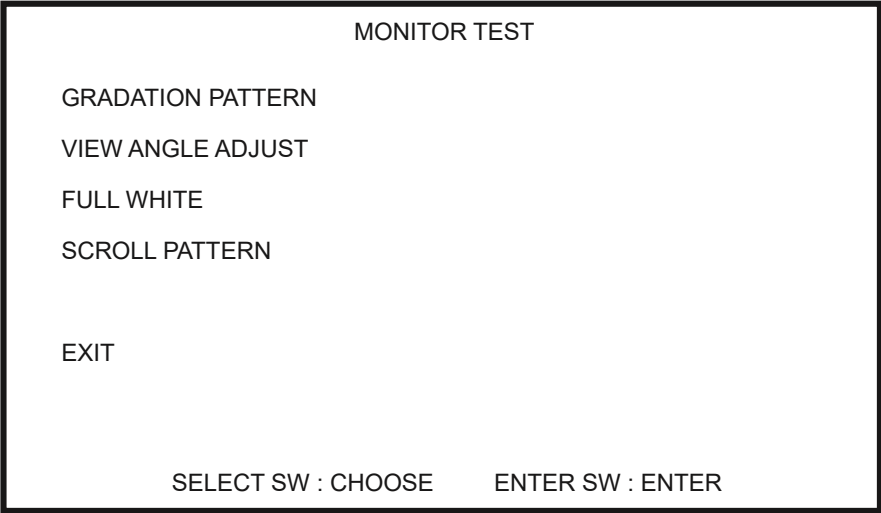 MONITOR TEST
GRADATION PATTERN
VIEW ANGLE ADJUST
FULL WHITE
SCROLL PATTERN
EXIT
SELECT SW : CHOOSE ENTER SW : ENTER